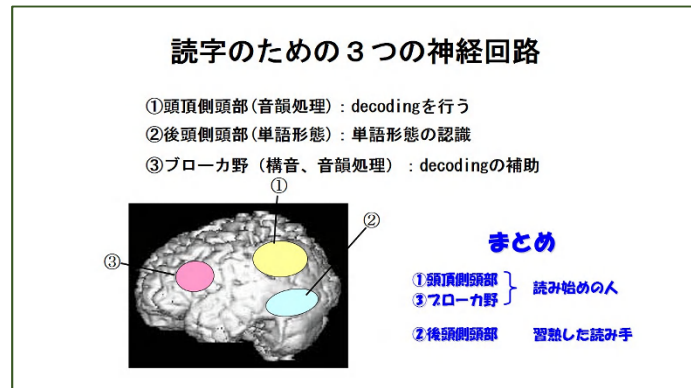 読字のための３つの神経回路
①頭頂側頭部(音韻処理)：decodingを行う
②後頭側頭部(単語形態)：単語形態の認識
③ブローカ野（構音、音韻処理）：decodingの補助
①
②
③
まとめ
①頭頂側頭部
③ブローカ野
読み始めの人
②後頭側頭部　習熟した読み手